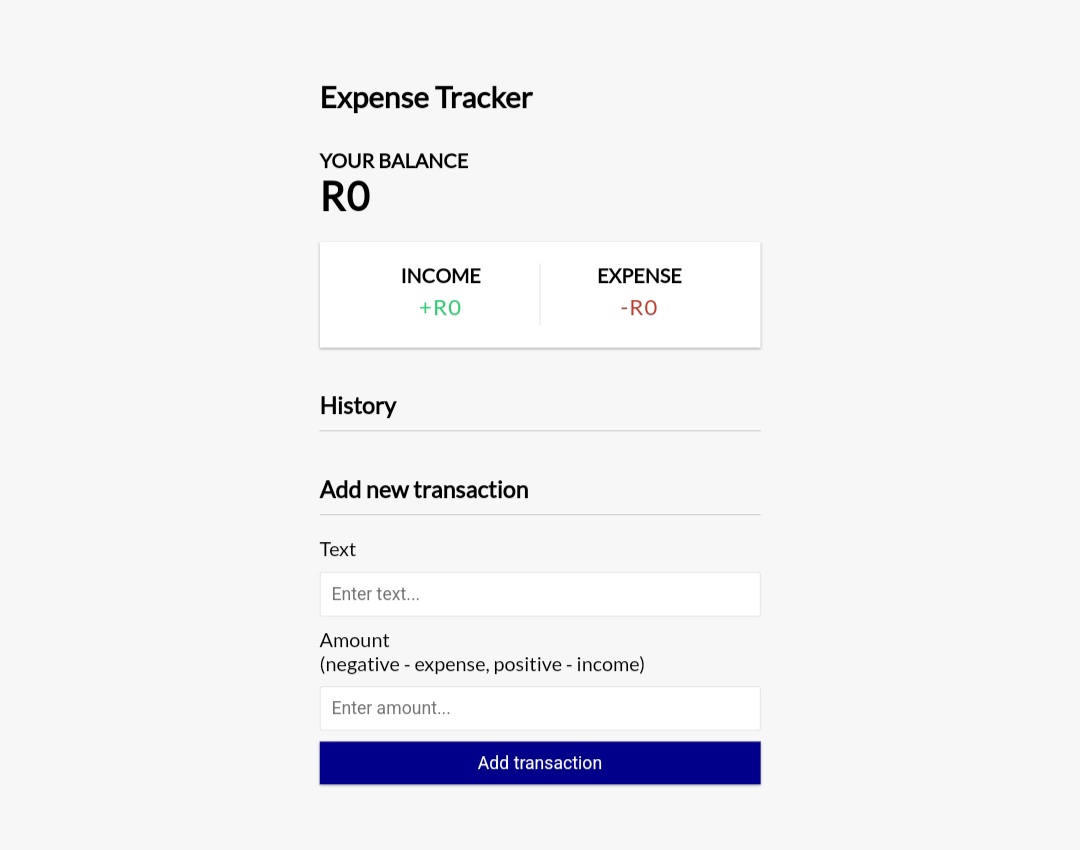 Expense Tracker
YOUR BALANCE
R0
INCOME
EXPENSE
+R0
-R0
History
Add new transaction
Text
Enter text...
Amount
(negative - expense, positive - income)
Enter amount...
Add transaction